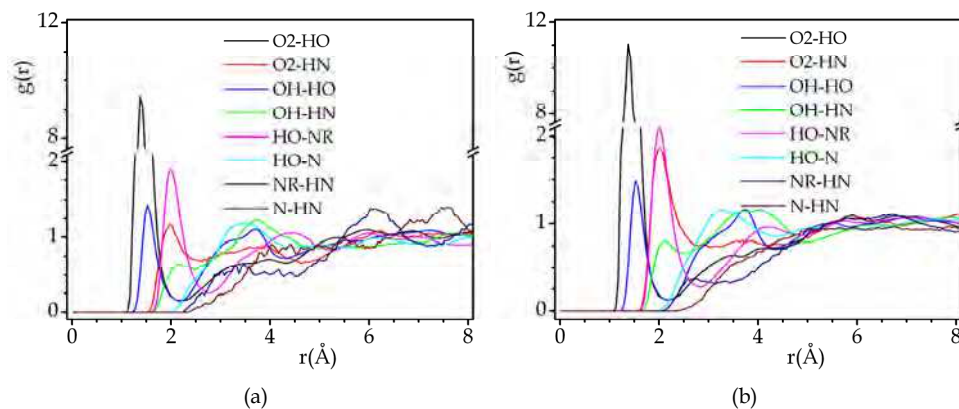 12
8
2
1
0
g(r)
O2-HO
O2-HN
OH-HO
OH-HN
HO-NR
HO-N
NR-HN
N-HN
0 2 4 6 8
r(Å)
(a)
12
8
2
1
0
g(r)
O2-HO
O2-HN
OH-HO
OH-HN
HO-NR
HO-N
NR-HN
N-HN
0 2 4 6 8
r(Å)
(b)